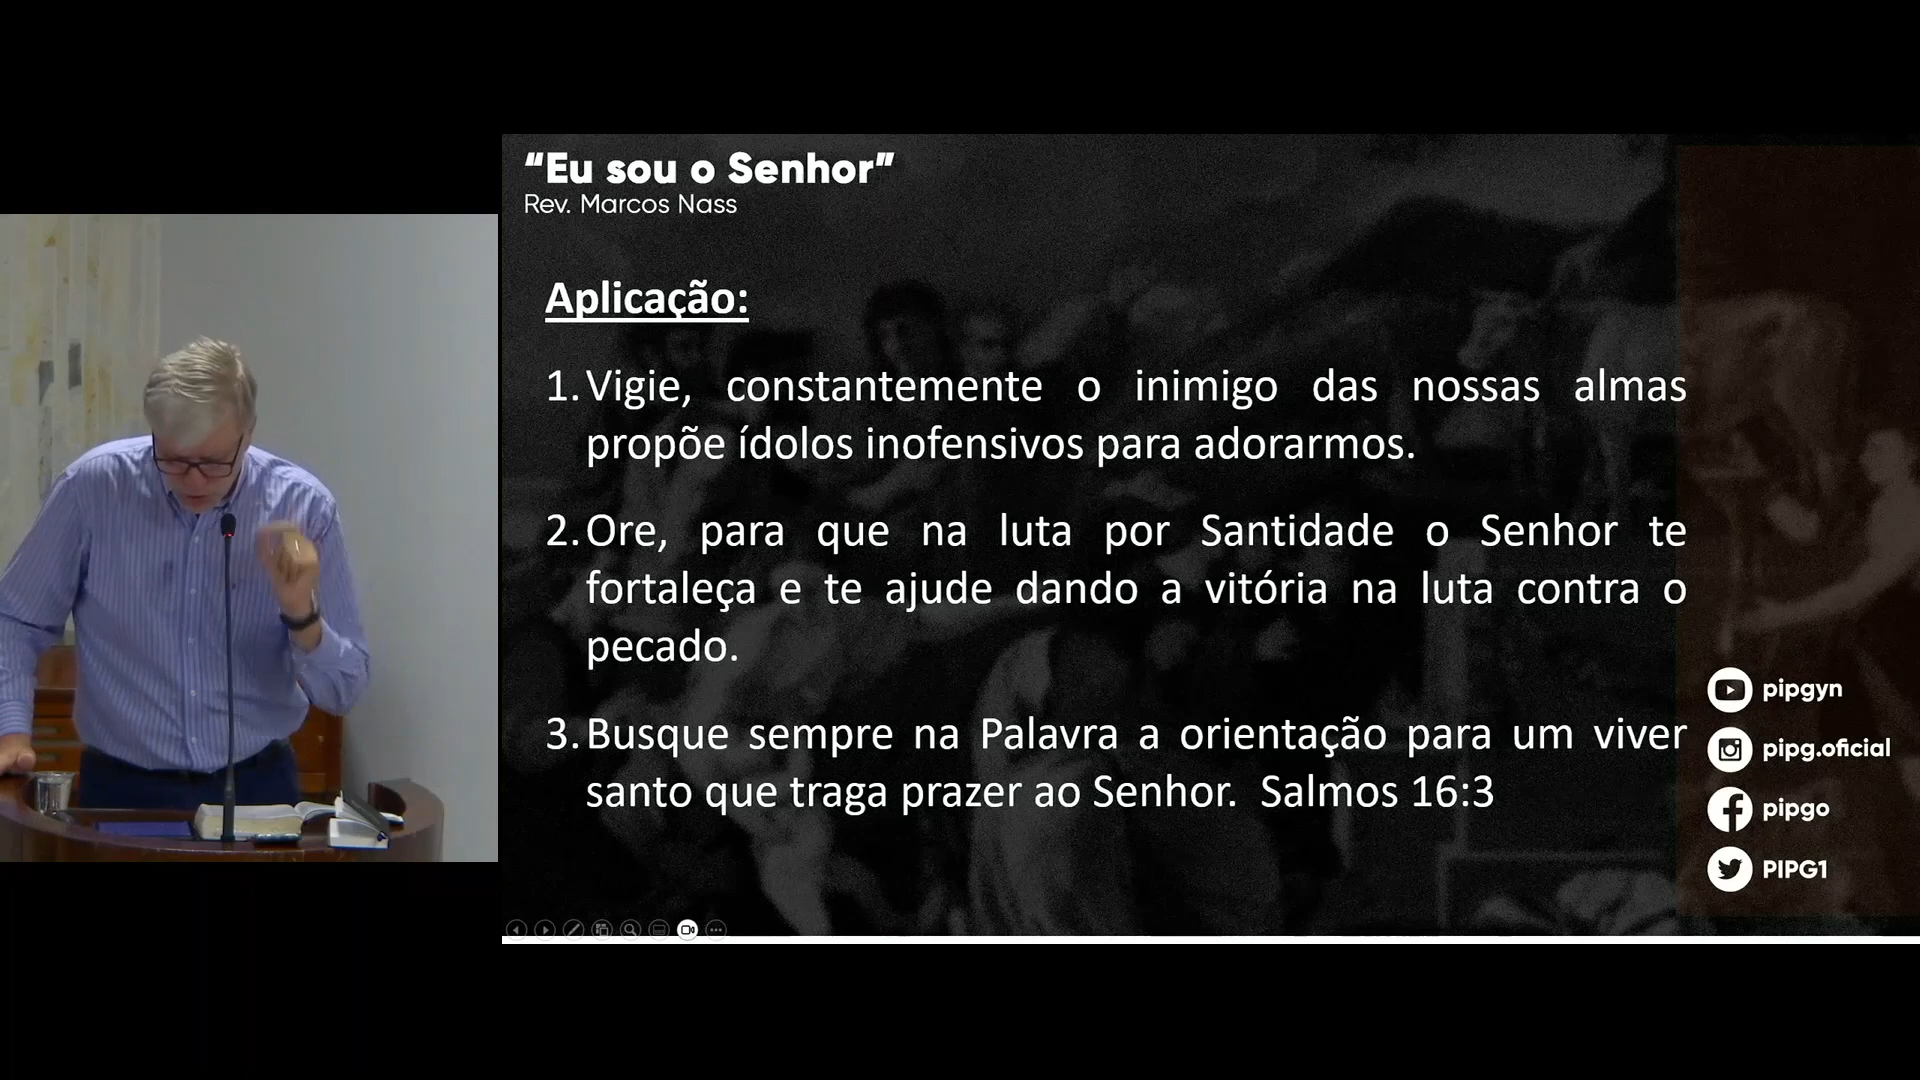 “Eu sou o Senhor”
Rev. Marcos Nass
Aplicação:
1. Vigie, constantemente o inimigo das nossas almas
propõe ídolos inofensivos para adorarmos.
2. Ore, para que na luta por Santidade o Senhor te
fortaleça e te ajude dando a vitória na luta contra o
pecado.
3. Busque sempre na Palavra a orientação para um viver
santo que traga prazer ao Senhor.  Salmos 16:3
pipgyn
pipg.oficial
pipgo
PIPG1